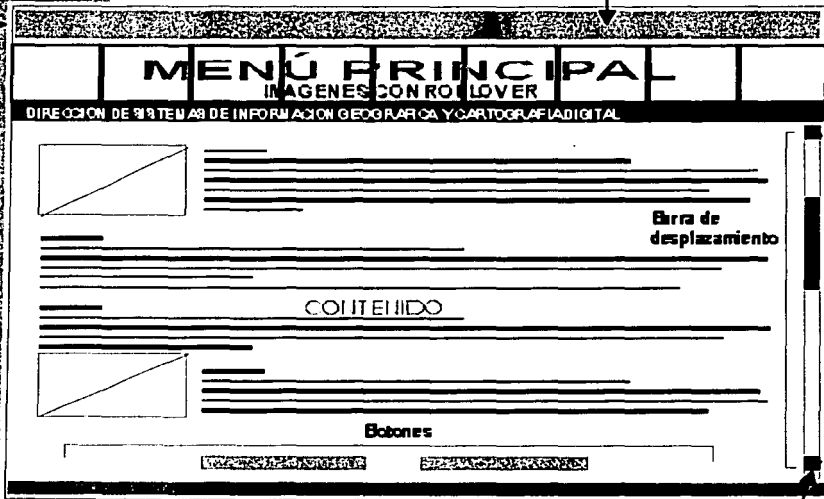 MENÚ PRINCIPAL
IMAGENES CON ROLLOVER
DIRECCION DE SISTEMAS DE INFORMACION GEOGRAFICA Y CARTOGRAFIA DIGITAL
Barra de
desplazamiento
CONTENIDO
Botones